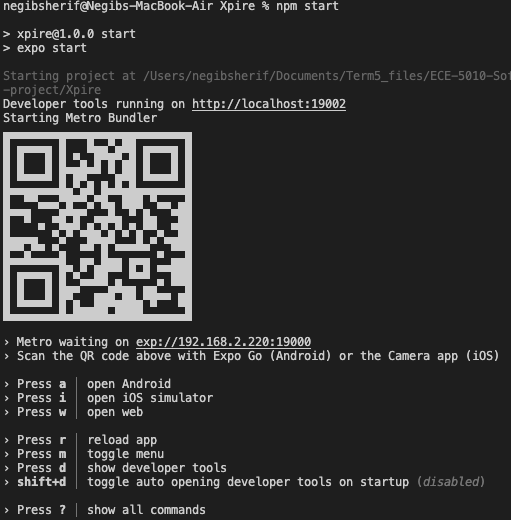 negibsherif@Negibs-MacBook-Air Xpire % npm start
> xpire@1.0.0 start
> expo start
Starting project at /Users/negibsherif/Documents/Term5_files/ECE-5010-Sof
-project/Xpire
Developer tools running on http://localhost:19002
Starting Metro Bundler
› Metro waiting on exp://192.168.2.220:19000
› Scan the QR code above with Expo Go (Android) or the Camera app (iOS)
› Press a │ open Android
› Press i │ open iOS simulator
› Press w │ open web
› Press r │ reload app
› Press m │ toggle menu
› Press d │ show developer tools
› shift+d │ toggle auto opening developer tools on startup (disabled)
› Press ? │ show all commands